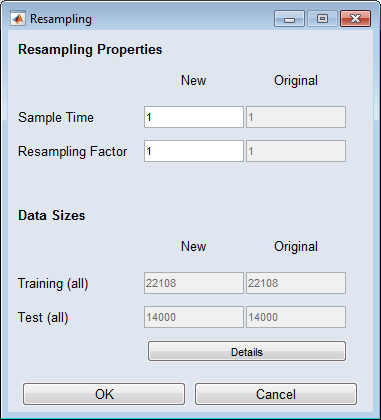 Resampling
Resampling Properties
New Original
Sample Time 1 1
Resampling Factor 1 1
Data Sizes
New Original
Training (all) 22108 22108
Test (all) 14000 14000
Details
OK Cancel